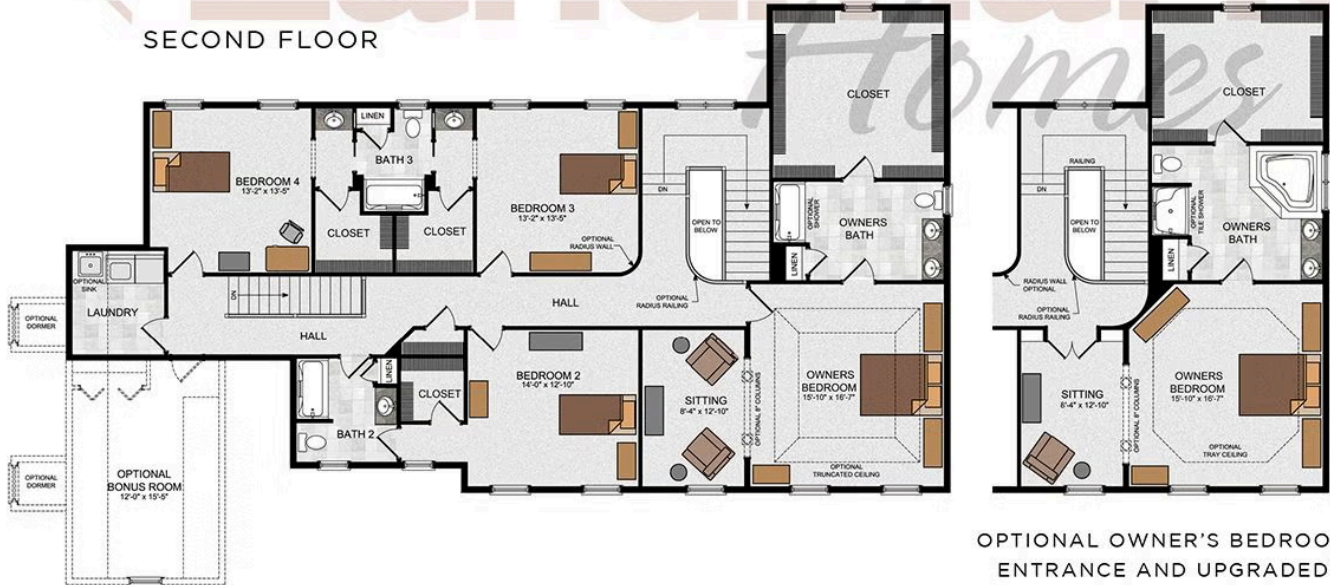 Homes
SECOND FLOOR
CLOSET
LINEN
BATH 3
BEDROOM 4
13'-2" x 13'-5"
BEDROOM 3
13'-2" x 13'-5"
CLOSET
CLOSET
OPTIONAL
RADIUS WALL
DN
OPEN TO
BELOW
OPTIONAL
SHOWER
OWNERS
BATH
LINEN
OPTIONAL
RADIUS RAILING
OPTIONAL
SINK
LAUNDRY
OPTIONAL
DORMER
DN
HALL
HALL
LINEN
CLOSET
BATH 2
BEDROOM 2
14'-0" x 12'-10"
SITTING
8'-4" x 12'-10"
OPTIONAL 8" COLUMNS
OWNERS
BEDROOM
15'-10" x 16'-7"
OPTIONAL
TRUNCATED CEILING
OPTIONAL
DORMER
OPTIONAL
BONUS ROOM
12'-0" x 15'-5"
CLOSET
RAILING
DN
OPEN TO
BELOW
OPTIONAL
TILE SHOWER
OWNERS
BATH
LINEN
RADIUS WALL
OPTIONAL
OPTIONAL
RADIUS RAILING
SITTING
8'-4" x 12'-10"
OPTIONAL 8" COLUMNS
OWNERS
BEDROOM
15'-10" x 16'-7"
OPTIONAL
TRAY CEILING
OPTIONAL OWNER'S BEDROO
ENTRANCE AND UPGRADED